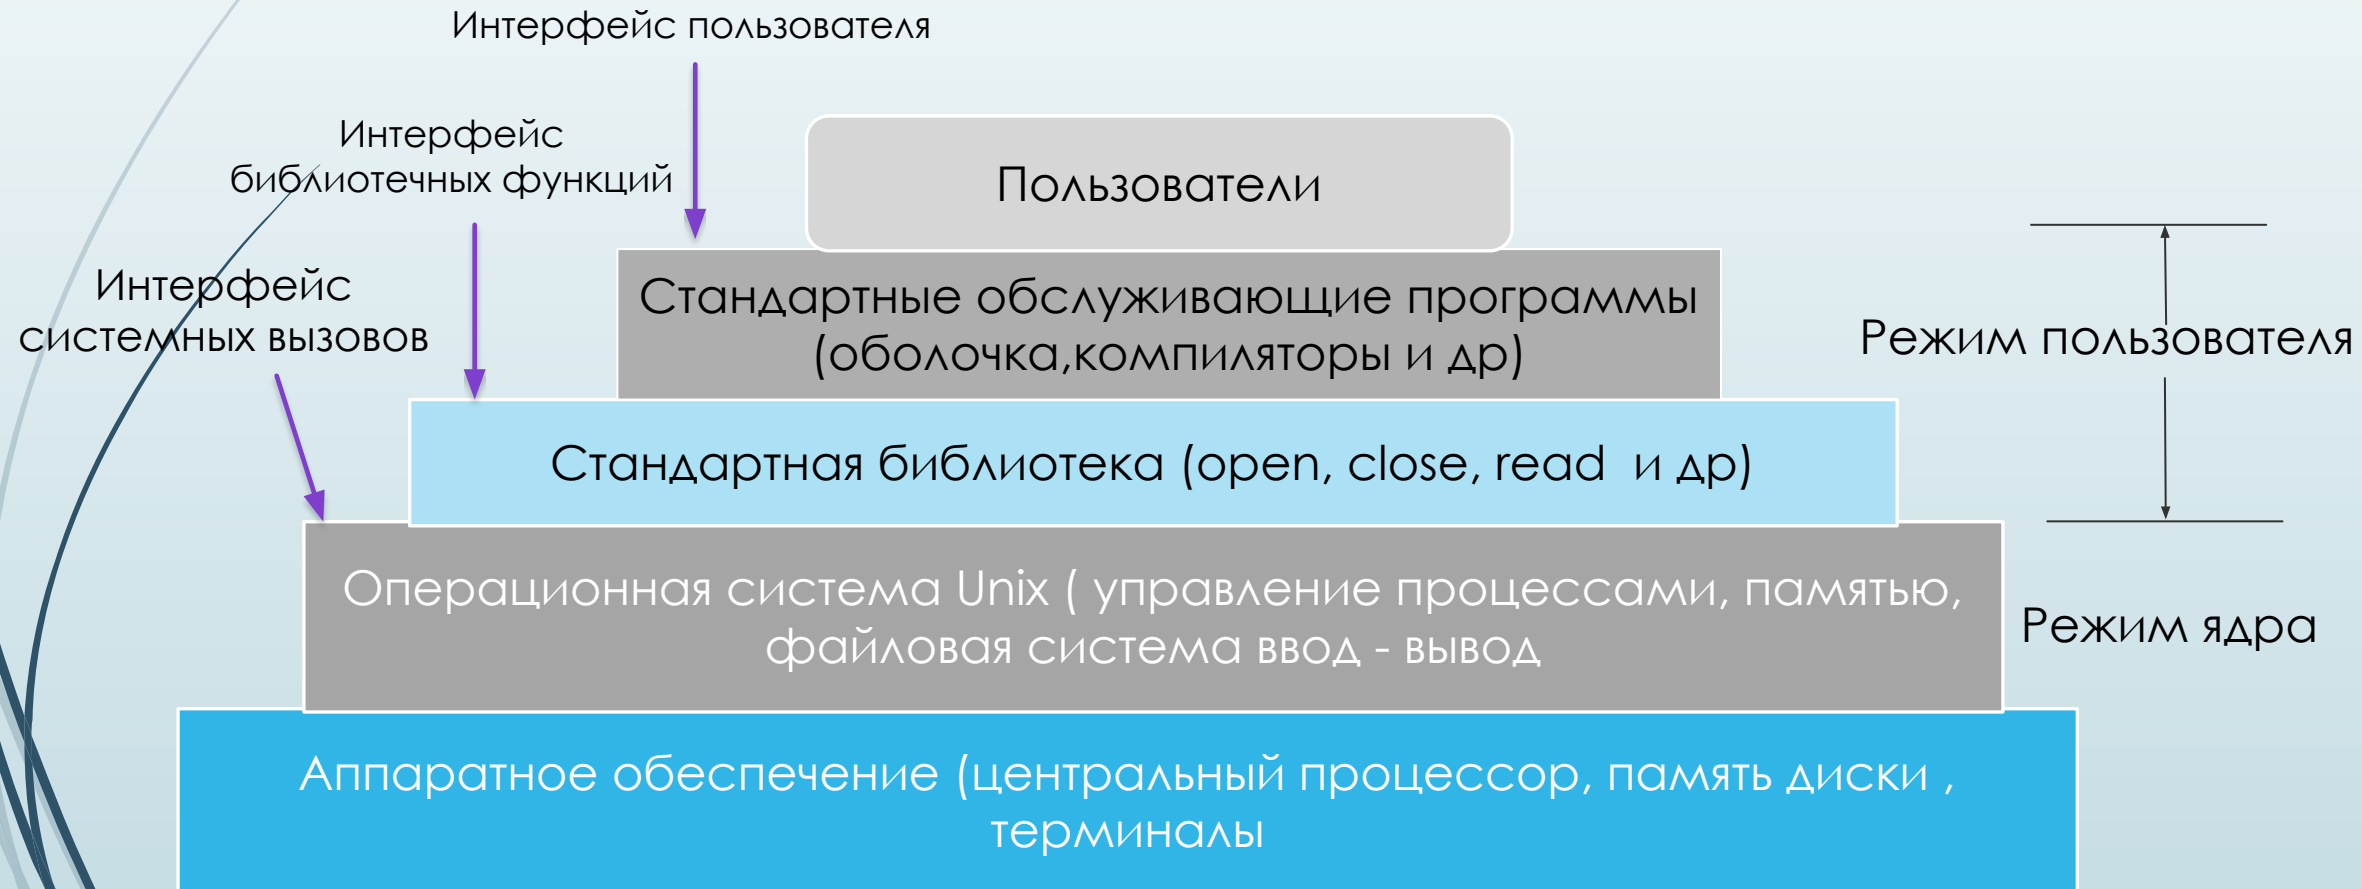 Интерфейс пользователя
Интерфейс
библиотечных функций
Пользователи
Интерфейс
системных вызовов
Стандартные обслуживающие программы
(оболочка,компиляторы и др)
Режим пользователя
Стандартная библиотека (open, close, read  и др)
Операционная система Unix ( управление процессами, памятью,
файловая система ввод - вывод
Режим ядра
Аппаратное обеспечение (центральный процессор, память диски ,
терминалы